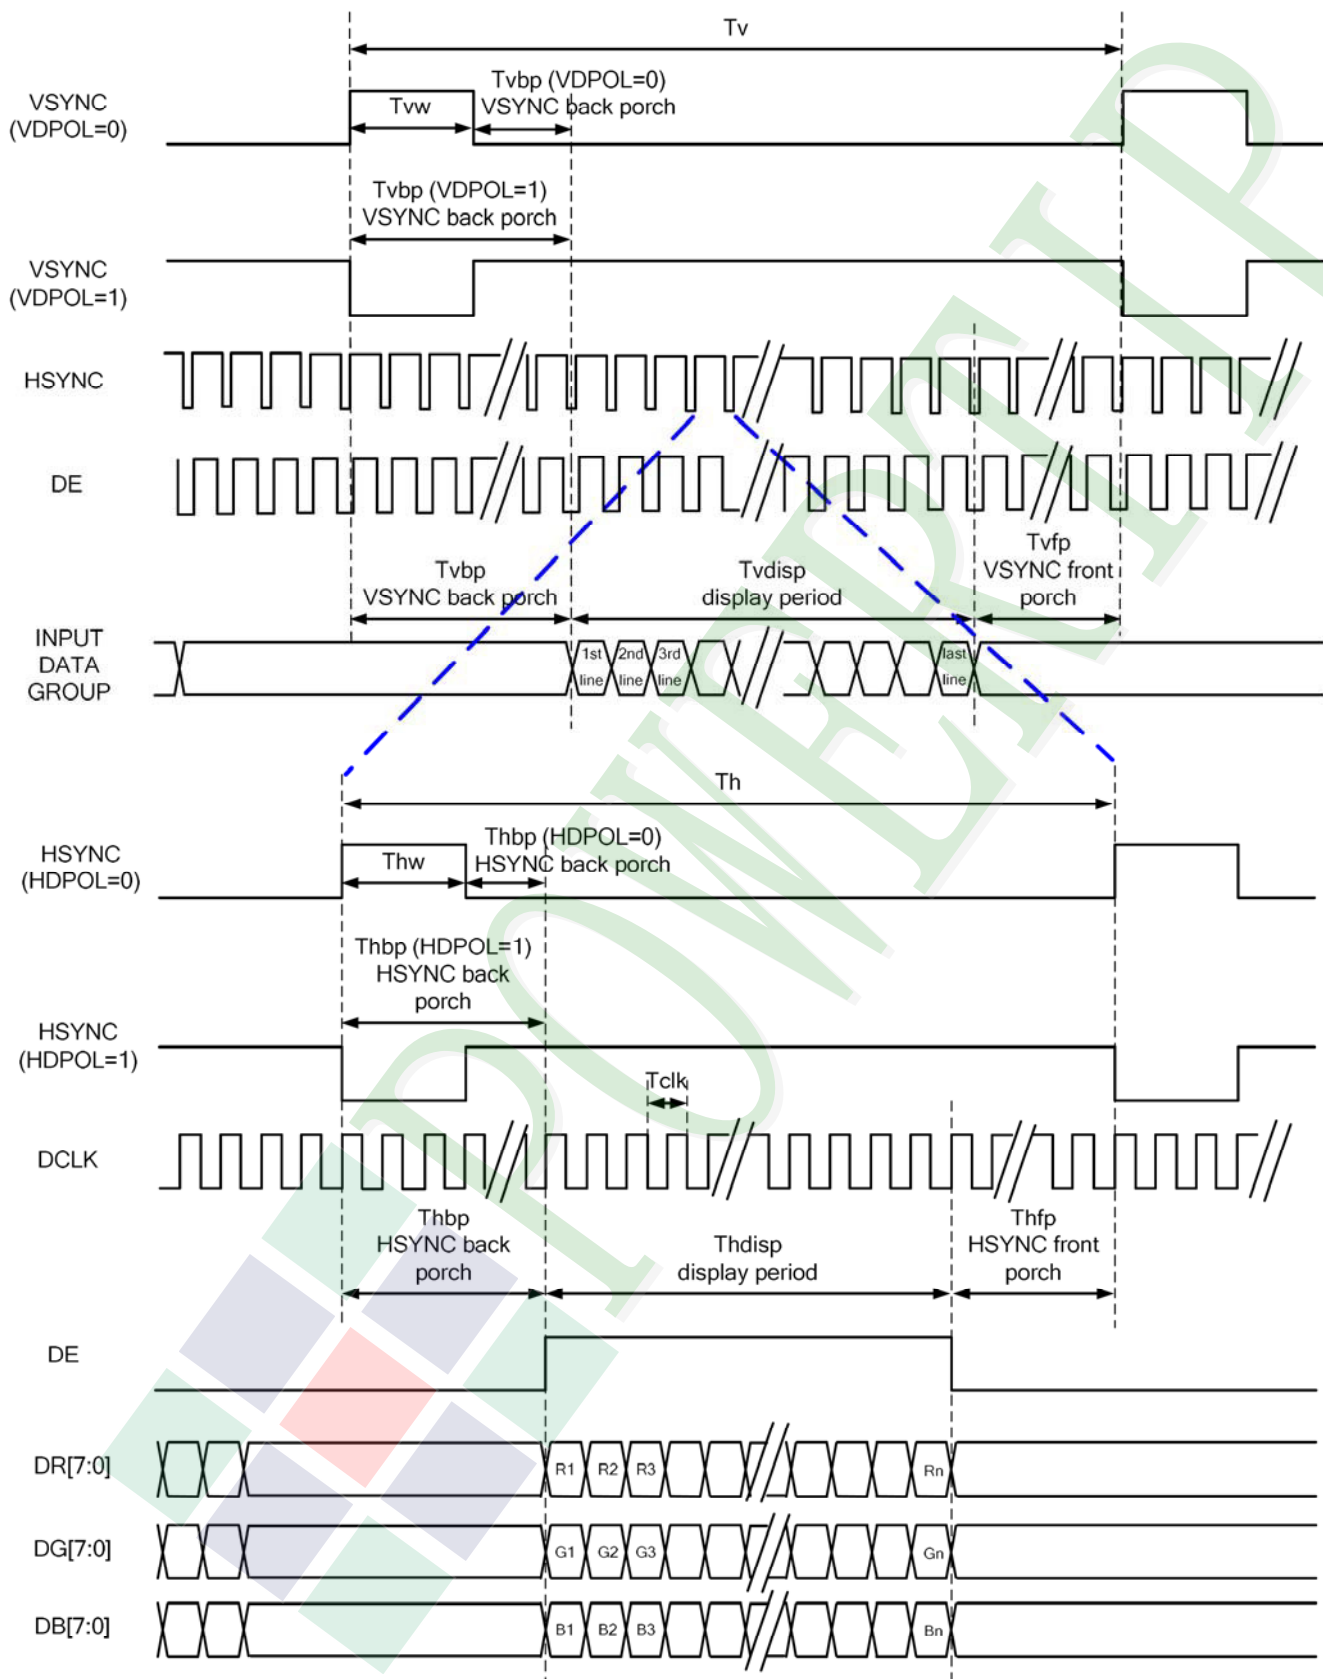 Tv
VSYNC
(VDPOL=0)
Tvw
Tvbp (VDPOL=0)
VSYNC back porch
Tvbp (VDPOL=1)
VSYNC back porch
VSYNC
(VDPOL=1)
HSYNC
DE
Tvbp
VSYNC back porch
Tvdisp
display period
Tvfp
VSYNC front
porch
INPUT
DATA
GROUP
1st
line
2nd
line
3rd
line
last
line
Th
HSYNC
(HDPOL=0)
Thw
Thbp (HDPOL=0)
HSYNC back porch
Thbp (HDPOL=1)
HSYNC back
porch
HSYNC
(HDPOL=1)
Tclk
DCLK
Thbp
HSYNC back
porch
Thdisp
display period
Thfp
HSYNC front
porch
DE
DR[7:0]
R1 R2 R3 Rn
DG[7:0]
G1 G2 G3 Gn
DB[7:0]
B1 B2 B3 Bn
POWERTIP